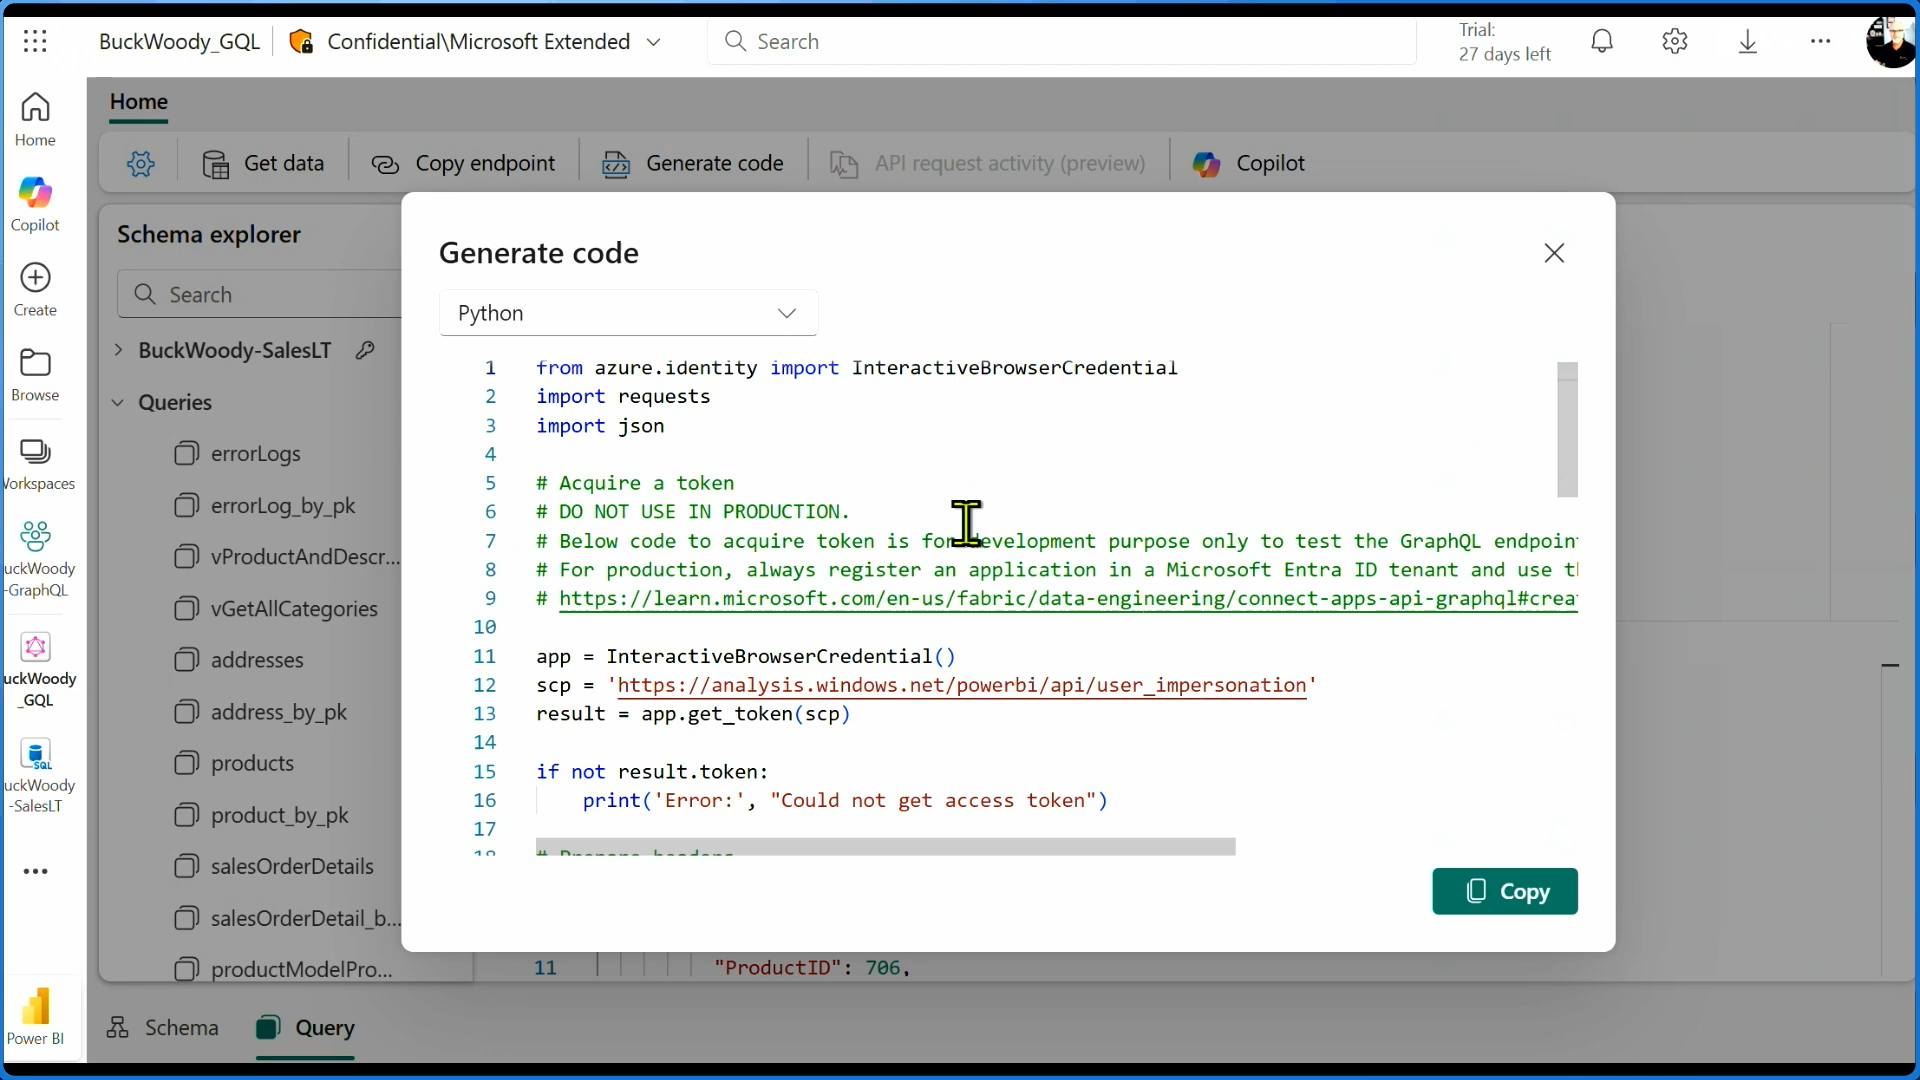 BuckWoody_GQL
Confidential\Microsoft Extended
Search
Trial:
27 days left
Home
Copilot
Create
Browse
Workspaces
uckWoody
-GraphQL
uckWoody
_GQL
uckWoody
-SalesLT
Power BI
Home
Get data
Copy endpoint
Generate code
API request activity (preview)
Copilot
Schema explorer
Search
BuckWoody-SalesLT
Queries
errorLogs
errorLog_by_pk
vProductAndDescr...
vGetAllCategories
addresses
address_by_pk
products
product_by_pk
salesOrderDetails
salesOrderDetail_b...
productModelPro...
Schema
Query
Generate code
Python
1 from azure.identity import InteractiveBrowserCredential
2 import requests
3 import json
4
5 # Acquire a token
6 # DO NOT USE IN PRODUCTION.
7 # Below code to acquire token is for development purpose only to test the GraphQL endpoin
8 # For production, always register an application in a Microsoft Entra ID tenant and use t
9 # https://learn.microsoft.com/en-us/fabric/data-engineering/connect-apps-api-graphql#crea
10
11 app = InteractiveBrowserCredential()
12 scp = 'https://analysis.windows.net/powerbi/api/user_impersonation'
13 result = app.get_token(scp)
14
15 if not result.token:
16 print('Error:', "Could not get access token")
17
18 # Prepare headers
Copy
11 "ProductID": 706,